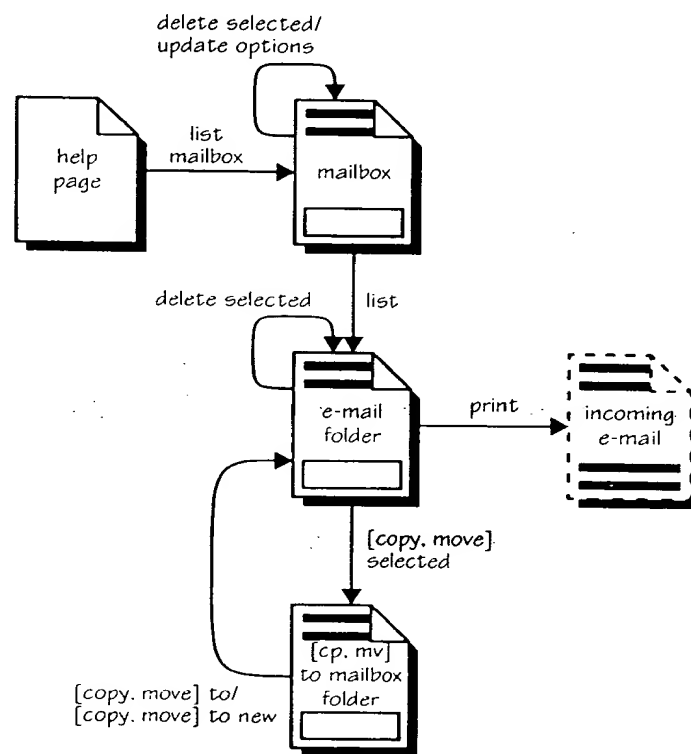 delete selected/
update options
help
page
list
mailbox
mailbox
delete selected
list
e-mail
folder
print
incoming
e-mail
[copy. move]
selected
[cp. mv]
to mailbox
folder
[copy. move] to/
[copy. move] to new